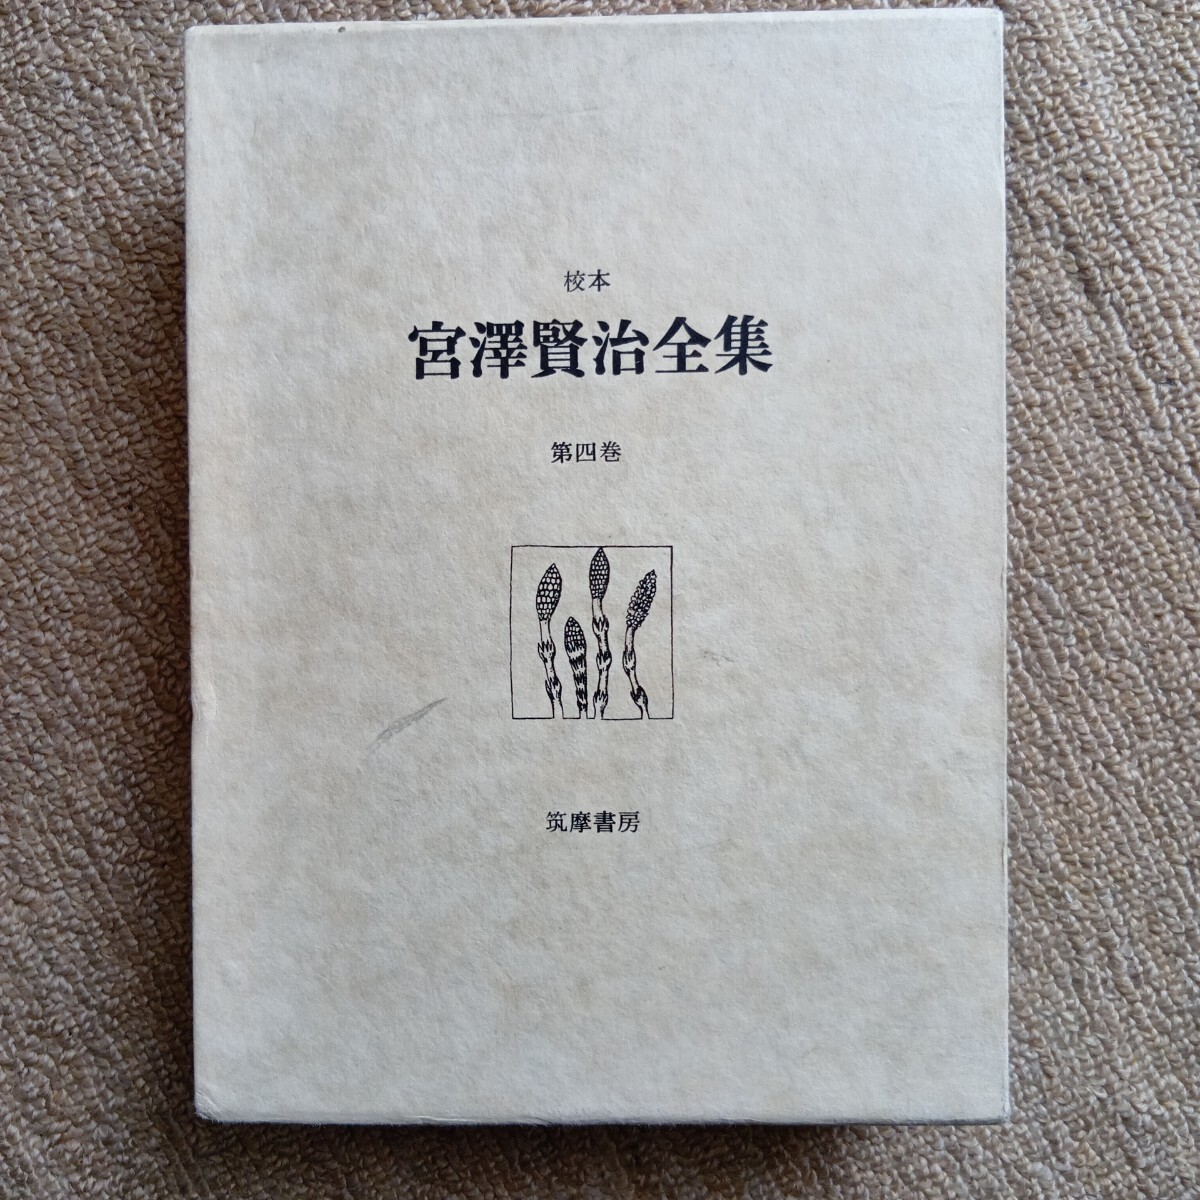 校本
宮澤賢治全集
第四巻
筑摩書房